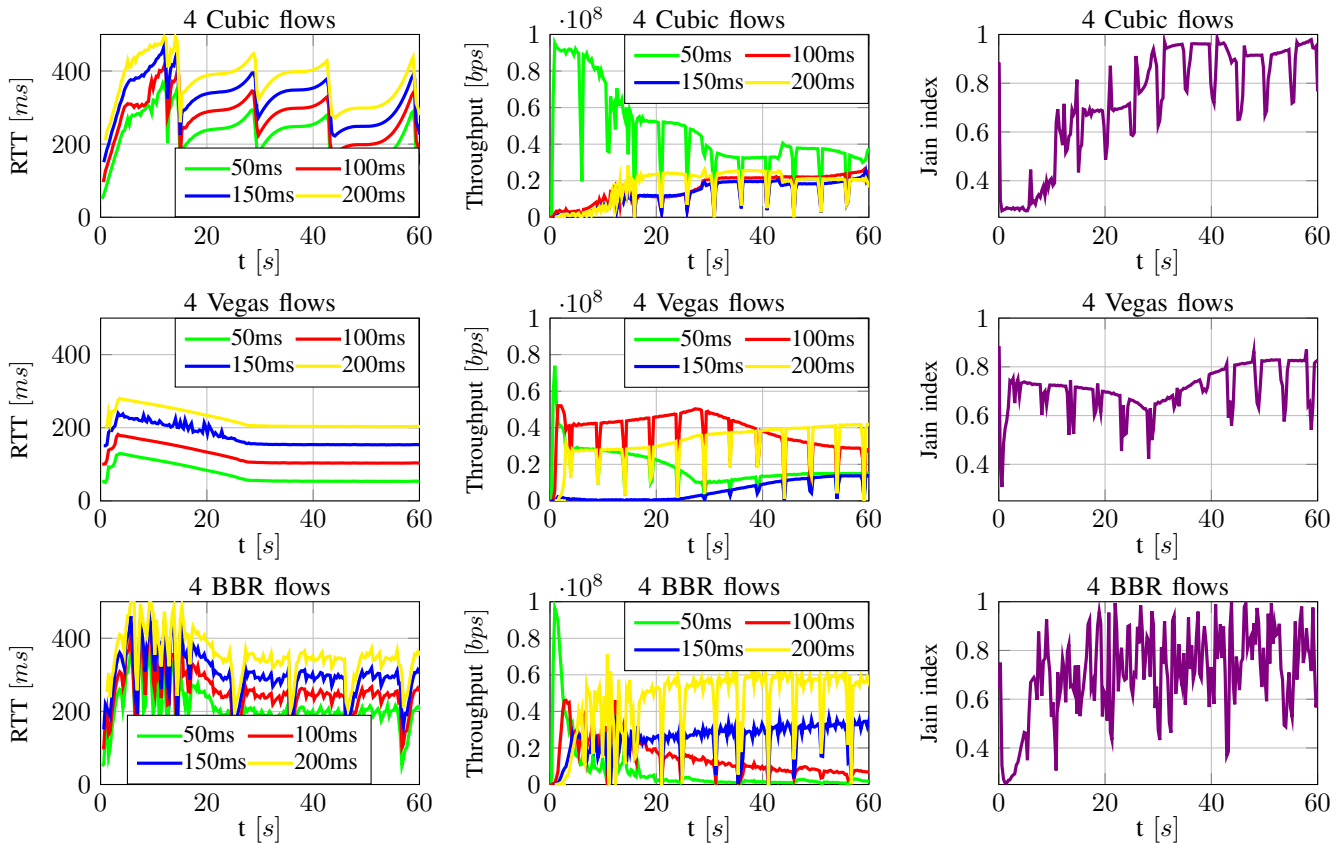 4 Cubic flows
RTT [ms]
400
200
0
50ms 100ms
150ms 200ms
0 20 40 60
t [s]
4 Cubic flows
·10^8
Throughput [bps]
1
0.8
0.6
0.4
0.2
0
50ms 100ms
150ms 200ms
0 20 40 60
t [s]
4 Cubic flows
Jain index
1
0.8
0.6
0.4
0 20 40 60
t [s]
4 Vegas flows
RTT [ms]
400
200
0
50ms 100ms
150ms 200ms
0 20 40 60
t [s]
4 Vegas flows
·10^8
Throughput [bps]
1
0.8
0.6
0.4
0.2
0
50ms 100ms
150ms 200ms
0 20 40 60
t [s]
4 Vegas flows
Jain index
1
0.8
0.6
0.4
0 20 40 60
t [s]
4 BBR flows
RTT [ms]
400
200
0
50ms 100ms
150ms 200ms
0 20 40 60
t [s]
4 BBR flows
·10^8
Throughput [bps]
1
0.8
0.6
0.4
0.2
0
50ms 100ms
150ms 200ms
0 20 40 60
t [s]
4 BBR flows
Jain index
1
0.8
0.6
0.4
0 20 40 60
t [s]